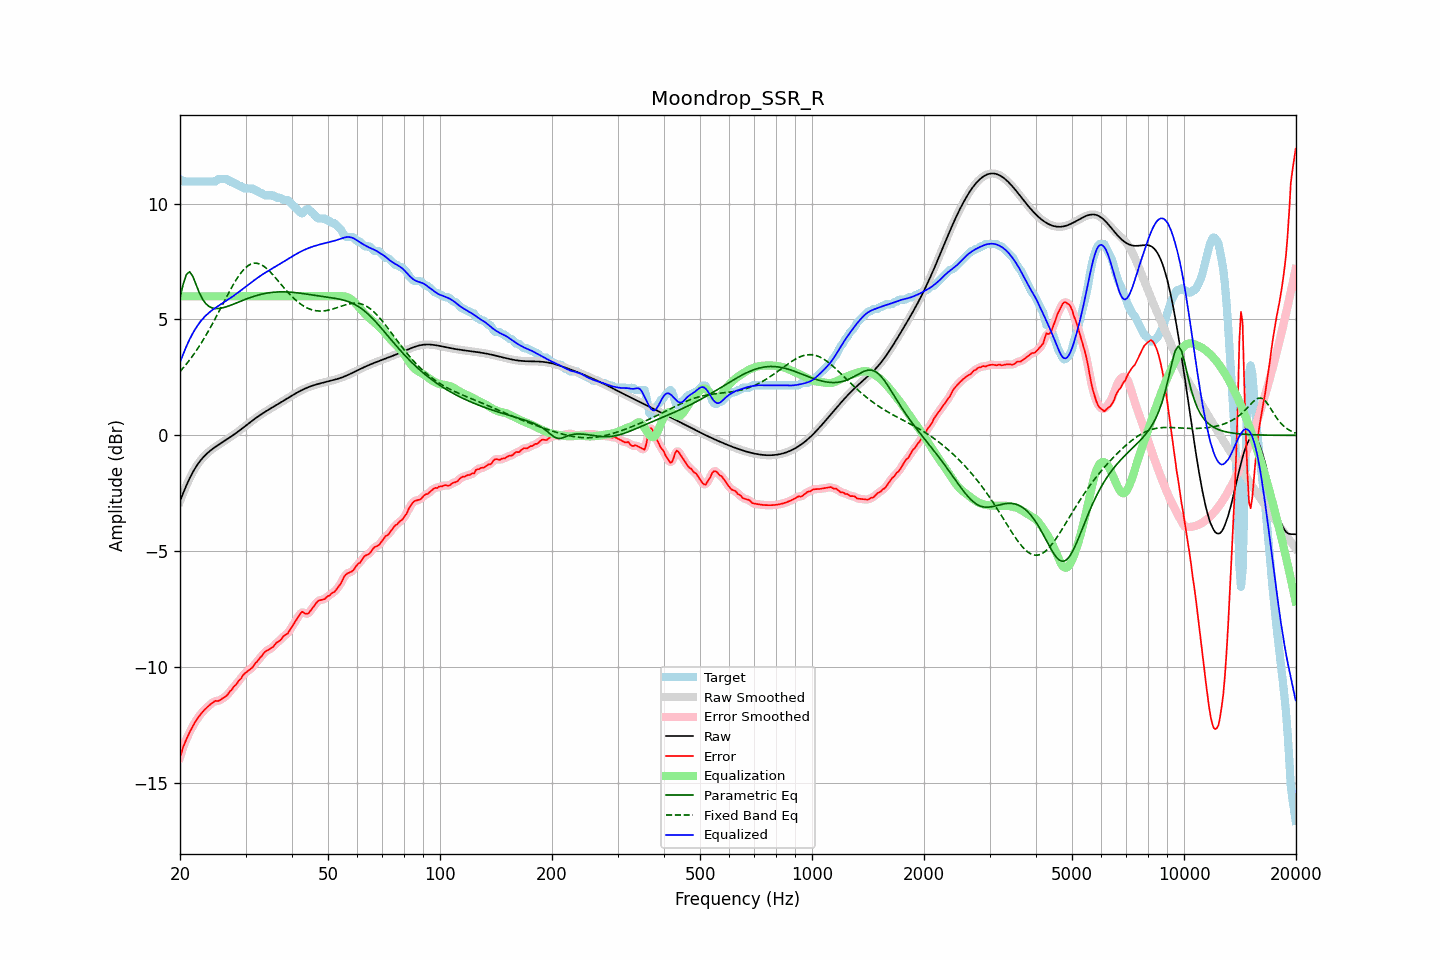 Moondrop_SSR_R
Amplitude (dBr)
10
5
0
−5
−10
−15
Target
Raw Smoothed
Error Smoothed
Raw
Error
Equalization
Parametric Eq
Fixed Band Eq
Equalized
20 50 100 200 500 1000 2000 5000 10000 20000
Frequency (Hz)